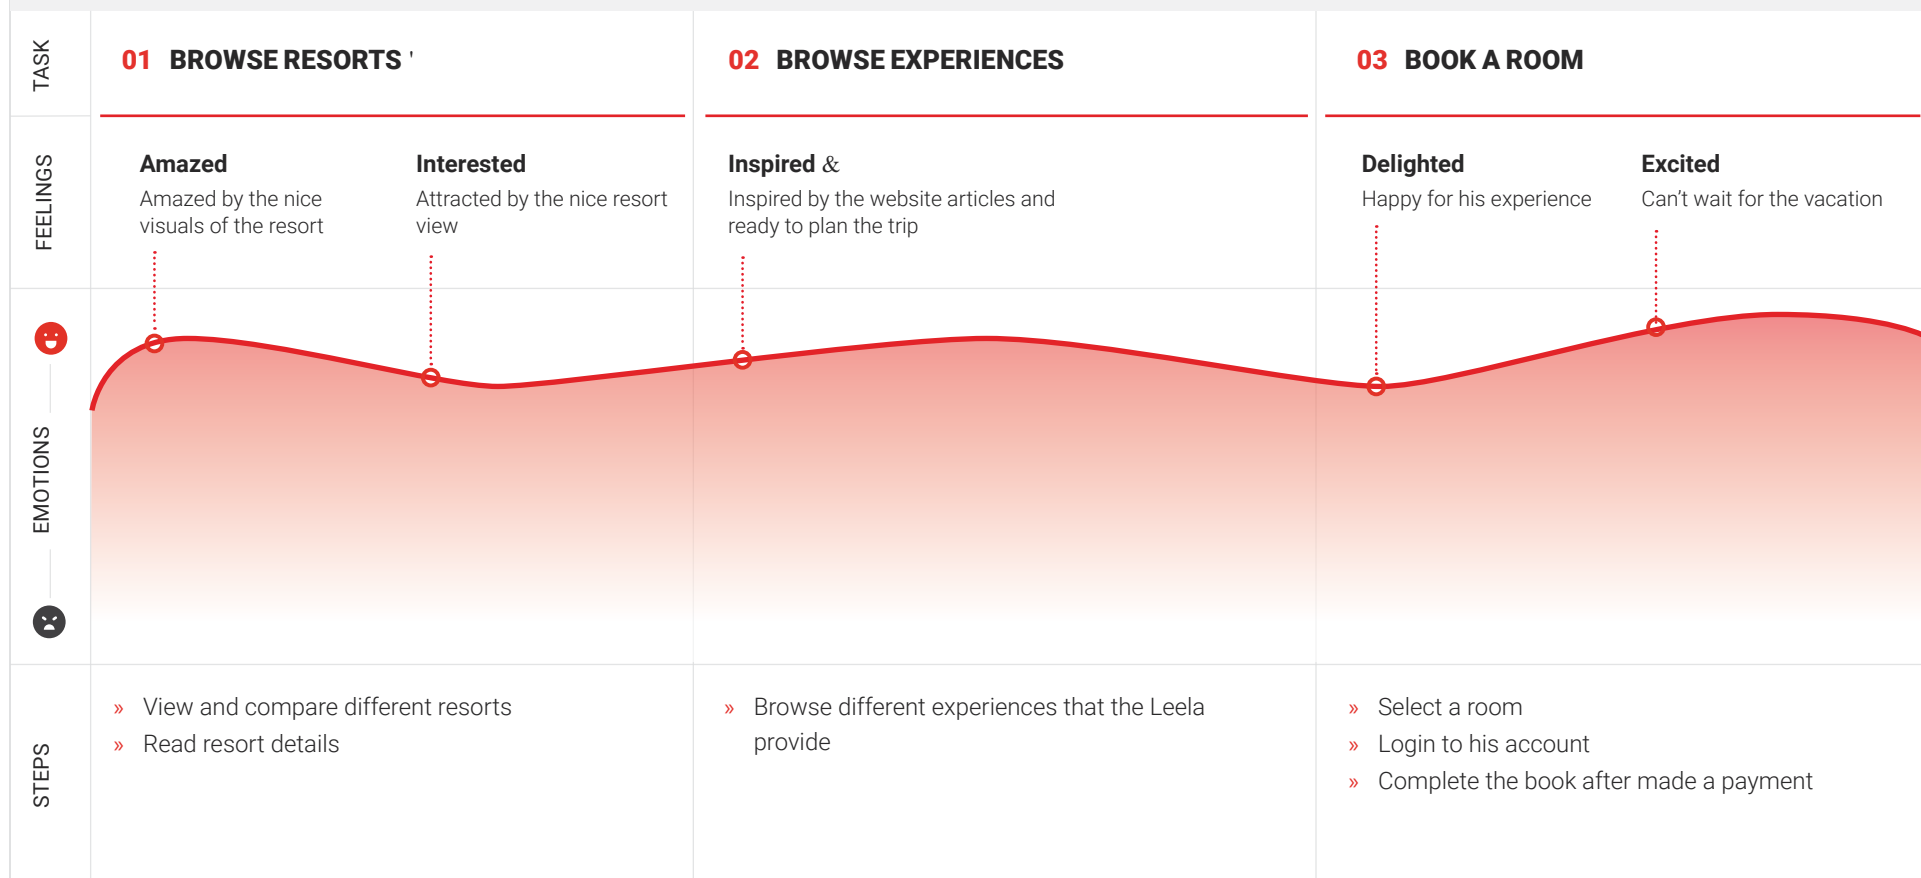 TASK
01 BROWSE RESORTS '
02 BROWSE EXPERIENCES
03 BOOK A ROOM
FEELINGS
Amazed
Amazed by the nice
visuals of the resort
Interested
Attracted by the nice resort
view
Inspired &
Inspired by the website articles and
ready to plan the trip
Delighted
Happy for his experience
Excited
Can't wait for the vacation
EMOTIONS
STEPS
» View and compare different resorts
» Read resort details
» Browse different experiences that the Leela
provide
» Select a room
» Login to his account
» Complete the book after made a payment